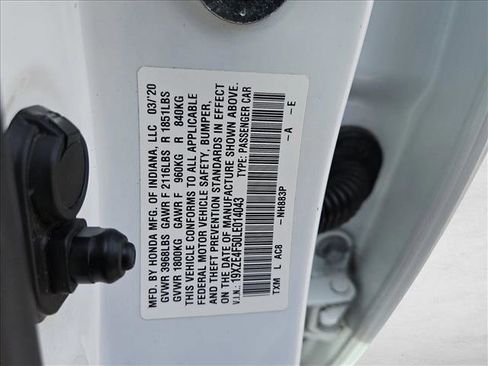 MFD. BY HONDA MFG. OF INDIANA, LLC 03/'20
GVWR 3968LBS GAWR F 2116LBS R 1851LBS
GVWR 1800KG GAWR F 960KG R 840KG
THIS VEHICLE CONFORMS TO ALL APPLICABLE
FEDERAL MOTOR VEHICLE SAFETY, BUMPER,
AND THEFT PREVENTION STANDARDS IN EFFECT
ON THE DATE OF MANUFACTURE SHOWN ABOVE.
V.I.N.: 19XZE4F50LE014043 TYPE: PASSENGER CAR
-A -E
TXM L AC8 -NH883P